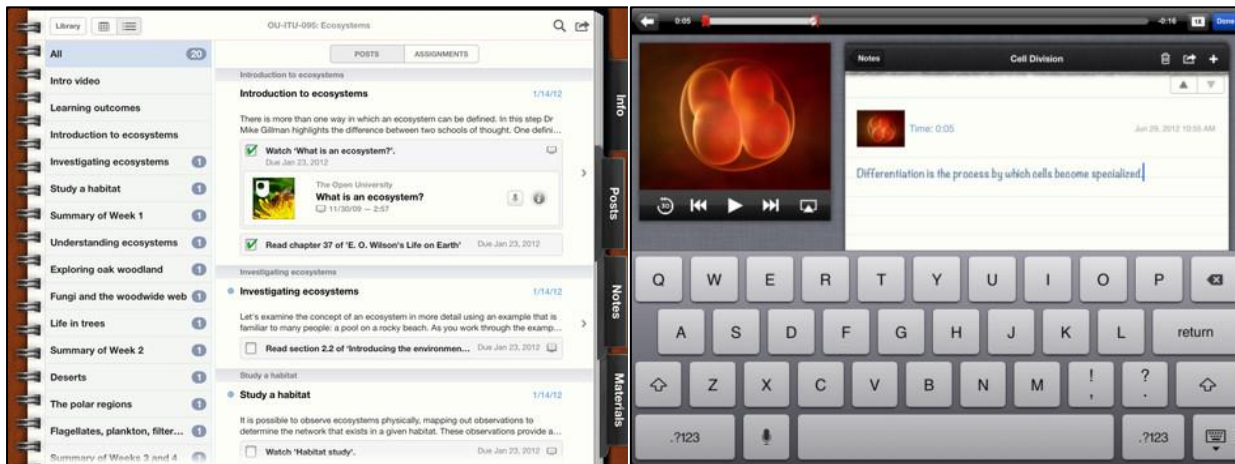 Library
OU-ITU-095: Ecosystems
All 20
Intro video
Learning outcomes
Introduction to ecosystems
Investigating ecosystems 1
Study a habitat 1
Summary of Week 1 1
Understanding ecosystems 1
Exploring oak woodland 1
Fungi and the woodwide web 1
Life in trees 1
Summary of Week 2 1
Deserts 1
The polar regions 1
Flagellates, plankton, filter... 1
Summary of Weeks 3 and 4
POSTS ASSIGNMENTS
Introduction to ecosystems
Introduction to ecosystems 1/14/12
There is more than one way in which an ecosystem can be defined. In this step Dr
Mike Gillman highlights the difference between two schools of thought. One defini...
Watch 'What is an ecosystem?'.
Due Jan 23, 2012
The Open University
What is an ecosystem?
11/30/09 — 2:57
Read chapter 37 of 'E. O. Wilson's Life on Earth' Due Jan 23, 2012
Investigating ecosystems
Investigating ecosystems 1/14/12
Let's examine the concept of an ecosystem in more detail using an example that is
familiar to many people: a pool on a rocky beach. As you work through the examp...
Read section 2.2 of 'Introducing the environmen... Due Jan 23, 2012
Study a habitat
Study a habitat 1/14/12
It is possible to observe ecosystems physically, mapping out observations to
determine the network that exists in a given habitat. These observations provide a...
Watch 'Habitat study'. Due Jan 23, 2012
Info
Posts
Notes
Materials
0:05 -0:16 1x Done
Notes Cell Division
Time: 0:05 Jun 29, 2012 10:55 AM
Differentiation is the process by which cells become specialized.
30
Q W E R T Y U I O P
A S D F G H J K L return
Z X C V B N M ! , ? .
.?123 .?123